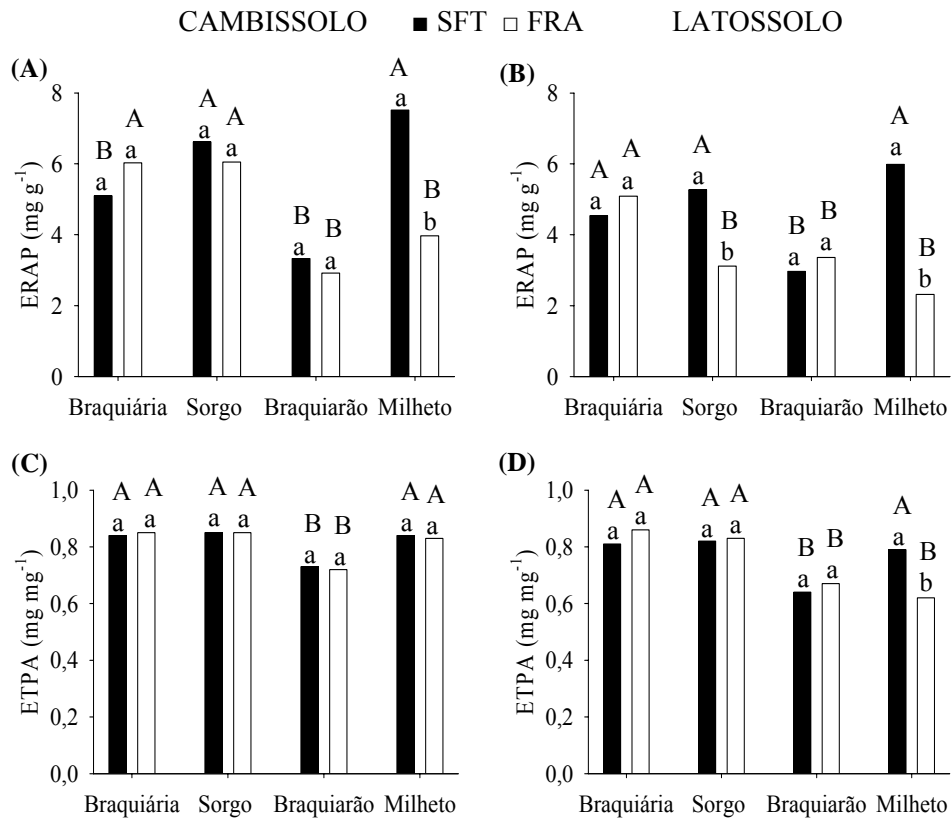 CAMBISSOLO SFT FRA LATOSSOLO
(A)
ERAP (mg g-1)
8
6
4
2
0
B A A A B B A B
a a a a a a a b
Braquiária Sorgo Braquiarão Milheto
(B)
ERAP (mg g-1)
8
6
4
2
0
A A A B B B A B
a a a b a a a b
Braquiária Sorgo Braquiarão Milheto
(C)
ETPA (mg mg-1)
1,0
0,8
0,6
0,4
0,2
0,0
A A A A B B A A
a a a a a a a a
Braquiária Sorgo Braquiarão Milheto
(D)
ETPA (mg mg-1)
1,0
0,8
0,6
0,4
0,2
0,0
A A A A B B A B
a a a a a a a b
Braquiária Sorgo Braquiarão Milheto